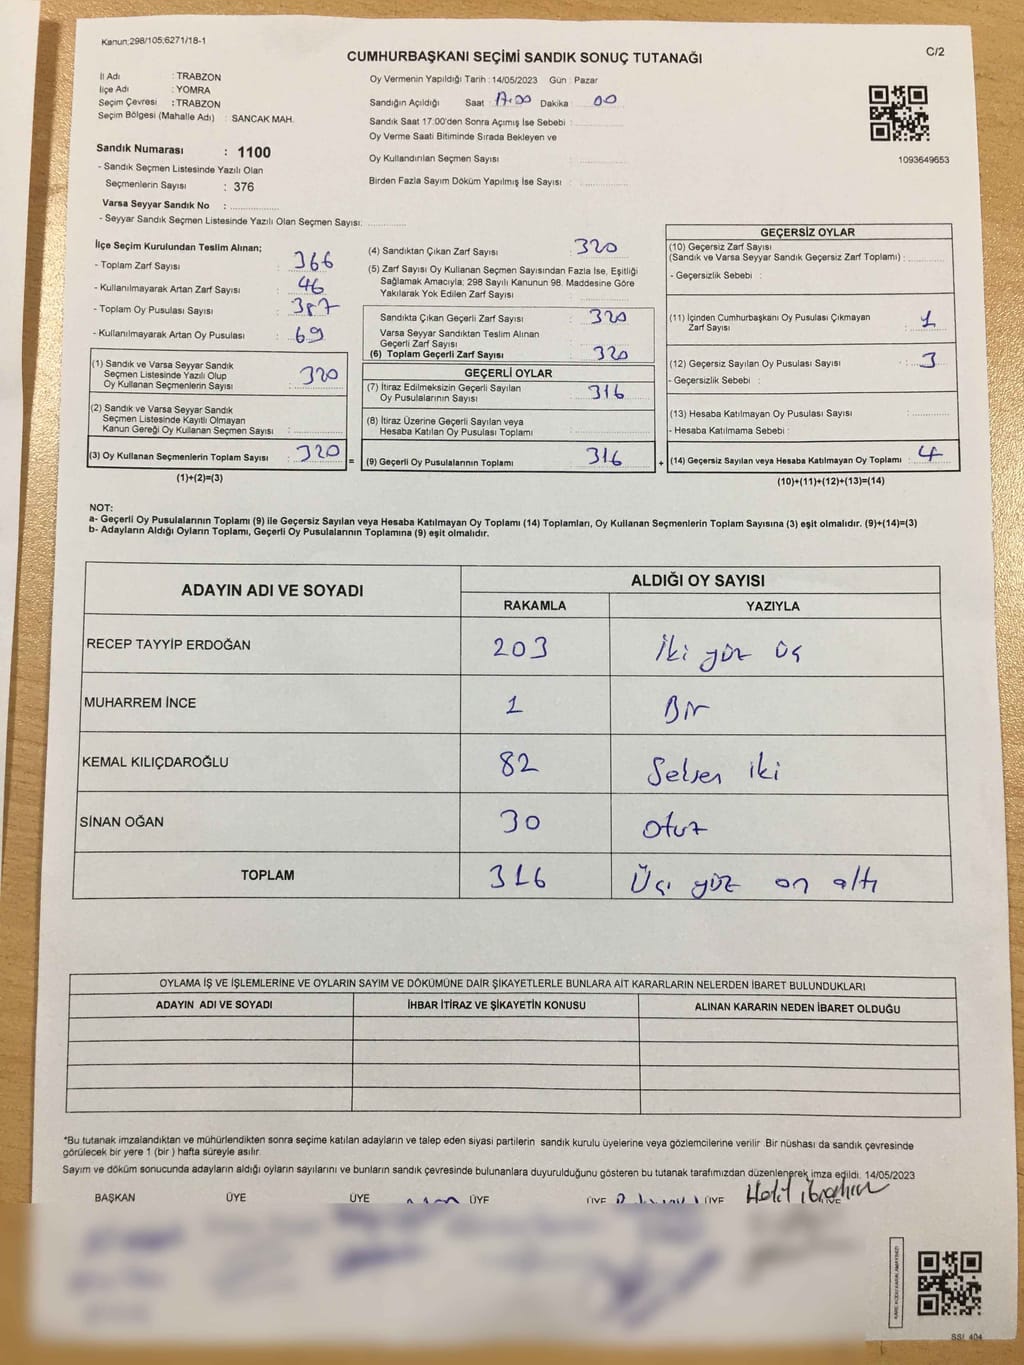 Kanun:298/105;6271/18-1
C/2
CUMHURBAŞKANI SEÇİMİ SANDIK SONUÇ TUTANAĞI
İl Adı : TRABZON
İlçe Adı : YOMRA
Seçim Çevresi : TRABZON
Seçim Bölgesi (Mahalle Adı) : SANCAK MAH.
Sandık Numarası : 1100
- Sandık Seçmen Listesinde Yazılı Olan
Seçmenlerin Sayısı : 376
Varsa Seyyar Sandık No :
- Seyyar Sandık Seçmen Listesinde Yazılı Olan Seçmen Sayısı:
Oy Vermenin Yapıldığı Tarih : 14/05/2023 Gün : Pazar
Sandığın Açıldığı Saat : 17:00 Dakika : 00
Sandık Saat 17.00'den Sonra Açımış İse Sebebi :
Oy Verme Saati Bitiminde Sırada Bekleyen ve
Oy Kullandırılan Seçmen Sayısı :
Birden Fazla Sayım Döküm Yapılmış İse Sayısı :
1093649653
İlçe Seçim Kurulundan Teslim Alınan;
- Toplam Zarf Sayısı : 366
- Kullanılmayarak Artan Zarf Sayısı : 46
- Toplam Oy Pusulası Sayısı : 387
- Kullanılmayarak Artan Oy Pusulası : 69
(1) Sandık ve Varsa Seyyar Sandık
Seçmen Listesinde Yazılı Olup
Oy Kullanan Seçmenlerin Sayısı : 320
(2) Sandık ve Varsa Seyyar Sandık
Seçmen Listesinde Kayıtlı Olmayan
Kanun Gereği Oy Kullanan Seçmen Sayısı :
(3) Oy Kullanan Seçmenlerin Toplam Sayısı : 320 =
(1)+(2)=(3)
(4) Sandıktan Çıkan Zarf Sayısı : 320
(5) Zarf Sayısı Oy Kullanan Seçmen Sayısından Fazla İse, Eşitliği
Sağlamak Amacıyla; 298 Sayılı Kanunun 98. Maddesine Göre
Yakılarak Yok Edilen Zarf Sayısı :
Sandıkta Çıkan Geçerli Zarf Sayısı : 320
Varsa Seyyar Sandıktan Teslim Alınan
Geçerli Zarf Sayısı :
(6) Toplam Geçerli Zarf Sayısı : 320
GEÇERLİ OYLAR
(7) İtiraz Edilmeksizin Geçerli Sayılan
Oy Pusulalarının Sayısı : 316
(8) İtiraz Üzerine Geçerli Sayılan veya
Hesaba Katılan Oy Pusulası Toplamı :
(9) Geçerli Oy Pusulalarının Toplamı : 316 +
GEÇERSİZ OYLAR
(10) Geçersiz Zarf Sayısı
(Sandık ve Varsa Seyyar Sandık Geçersiz Zarf Toplamı) :
- Geçersizlik Sebebi :
(11) İçinden Cumhurbaşkanı Oy Pusulası Çıkmayan
Zarf Sayısı : 1
(12) Geçersiz Sayılan Oy Pusulası Sayısı : 3
- Geçersizlik Sebebi :
(13) Hesaba Katılmayan Oy Pusulası Sayısı :
- Hesaba Katılmama Sebebi :
(14) Geçersiz Sayılan veya Hesaba Katılmayan Oy Toplamı : 4
(10)+(11)+(12)+(13)=(14)
NOT:
a- Geçerli Oy Pusulalarının Toplamı (9) ile Geçersiz Sayılan veya Hesaba Katılmayan Oy Toplamı (14) Toplamları, Oy Kullanan Seçmenlerin Toplam Sayısına (3) eşit olmalıdır. (9)+(14)=(3)
b- Adayların Aldığı Oyların Toplamı, Geçerli Oy Pusulalarının Toplamına (9) eşit olmalıdır.
ADAYIN ADI VE SOYADI ALDIĞI OY SAYISI
RAKAMLA YAZIYLA
RECEP TAYYİP ERDOĞAN 203 İki yüz üç
MUHARREM İNCE 1 Bir
KEMAL KILIÇDAROĞLU 82 Seksen iki
SİNAN OĞAN 30 otuz
TOPLAM 316 Üç yüz on altı
OYLAMA İŞ VE İŞLEMLERİNE VE OYLARIN SAYIM VE DÖKÜMÜNE DAİR ŞİKAYETLERLE BUNLARA AİT KARARLARIN NELERDEN İBARET BULUNDUKLARI
ADAYIN ADI VE SOYADI İHBAR İTİRAZ VE ŞİKAYETİN KONUSU ALINAN KARARIN NEDEN İBARET OLDUĞU
*Bu tutanak imzalandıktan ve mühürlendikten sonra seçime katılan adayların ve talep eden siyasi partilerin sandık kurulu üyelerine veya gözlemcilerine verilir .Bir nüshası da sandık çevresinde
görülecek bir yere 1 (bir ) hafta süreyle asılır.
Sayım ve döküm sonucunda adayların aldığı oyların sayılarını ve bunların sandık çevresinde bulunanlara duyurulduğunu gösteren bu tutanak tarafımızdan düzenlenerek imza edildi. 14/05/2023
BAŞKAN ÜYE ÜYE ÜYE ÜYE ÜYE Halil ibrahim